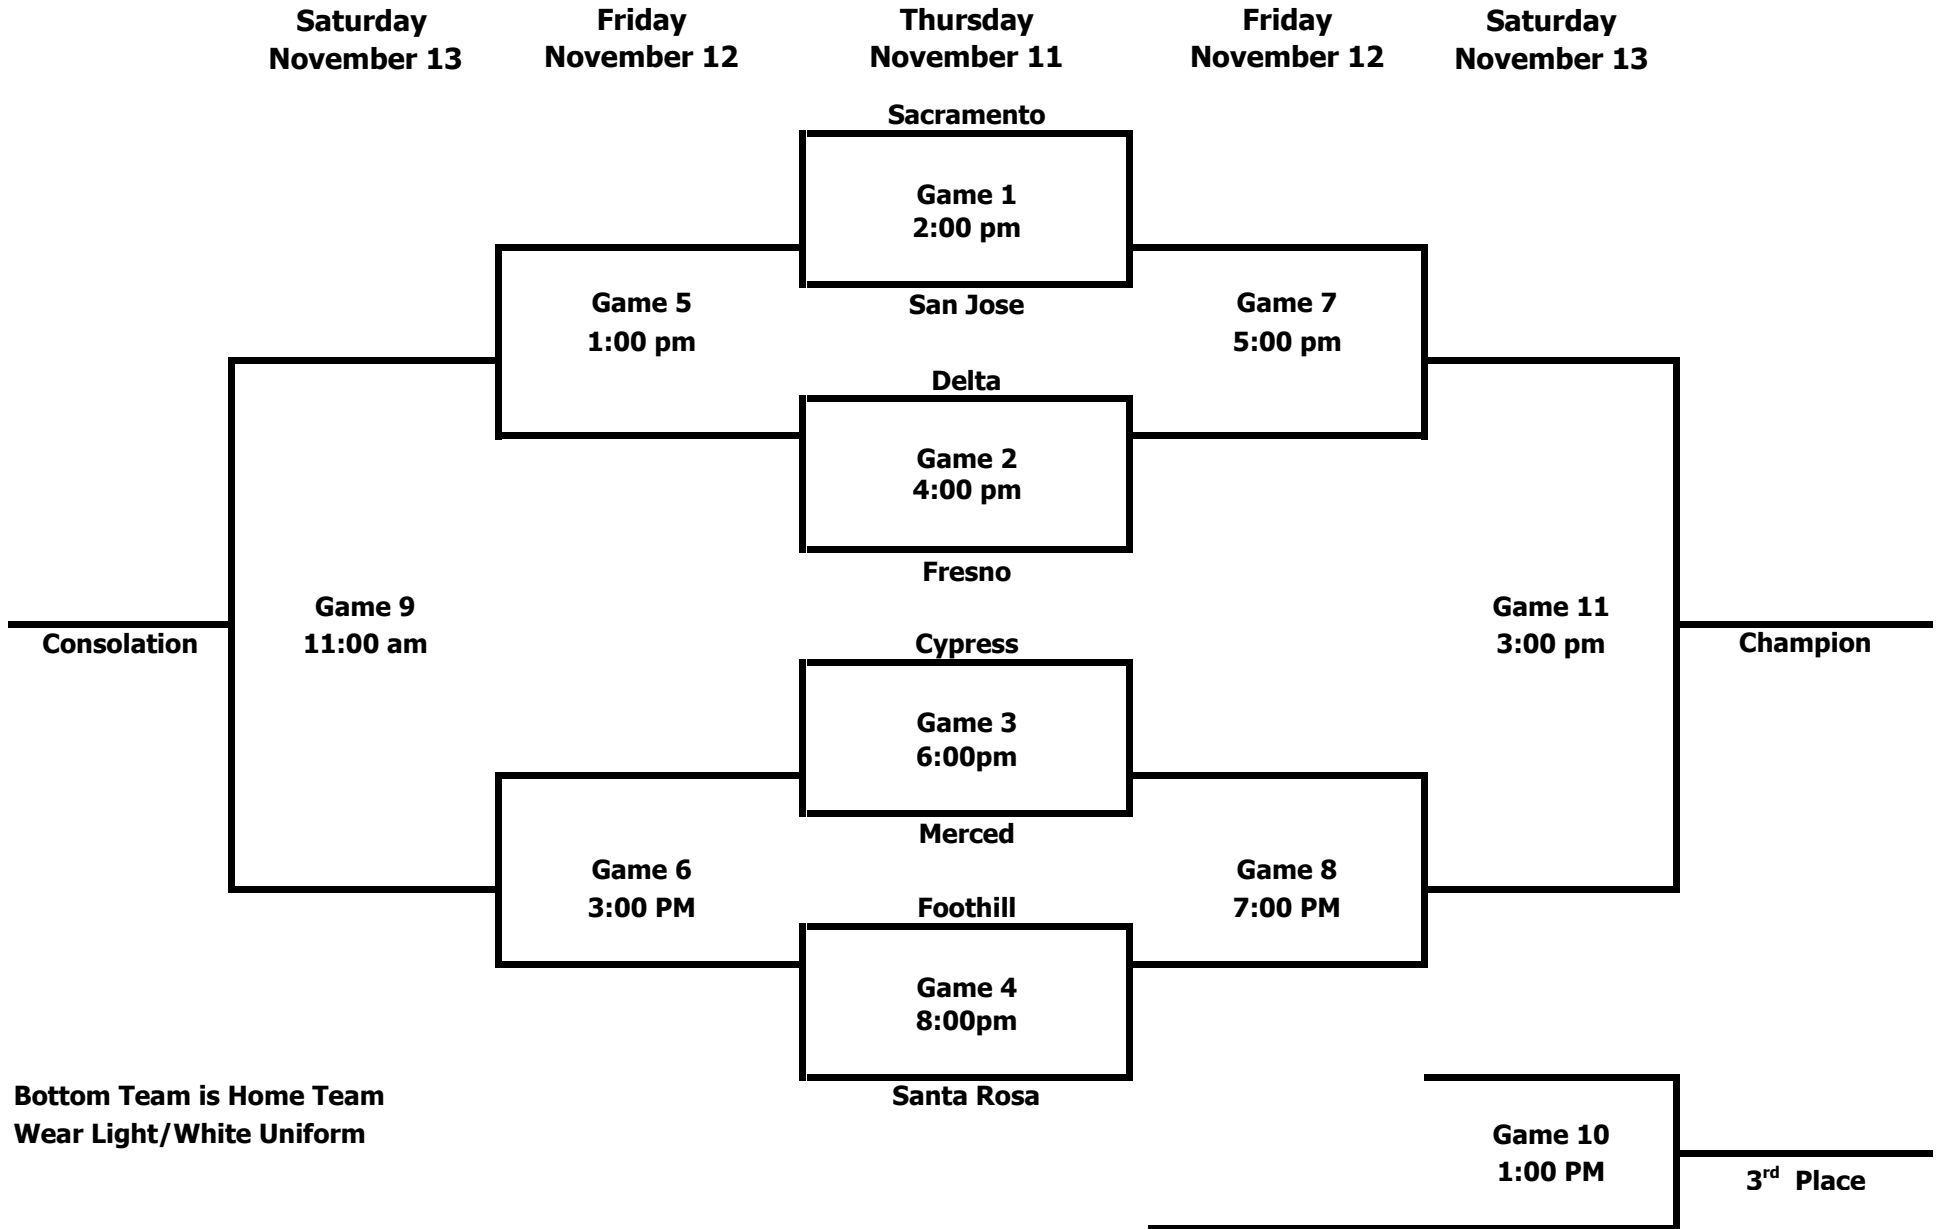 Saturday
November 13
Friday
November 12
Thursday
November 11
Friday
November 12
Saturday
November 13
Sacramento
Game 1
2:00 pm
San Jose
Game 5
1:00 pm
Game 7
5:00 pm
Delta
Game 2
4:00 pm
Fresno
Game 9
11:00 am
Consolation
Game 11
3:00 pm
Champion
Cypress
Game 3
6:00pm
Merced
Game 6
3:00 PM
Game 8
7:00 PM
Foothill
Game 4
8:00pm
Santa Rosa
Bottom Team is Home Team
Wear Light/White Uniform
Game 10
1:00 PM
3rd Place